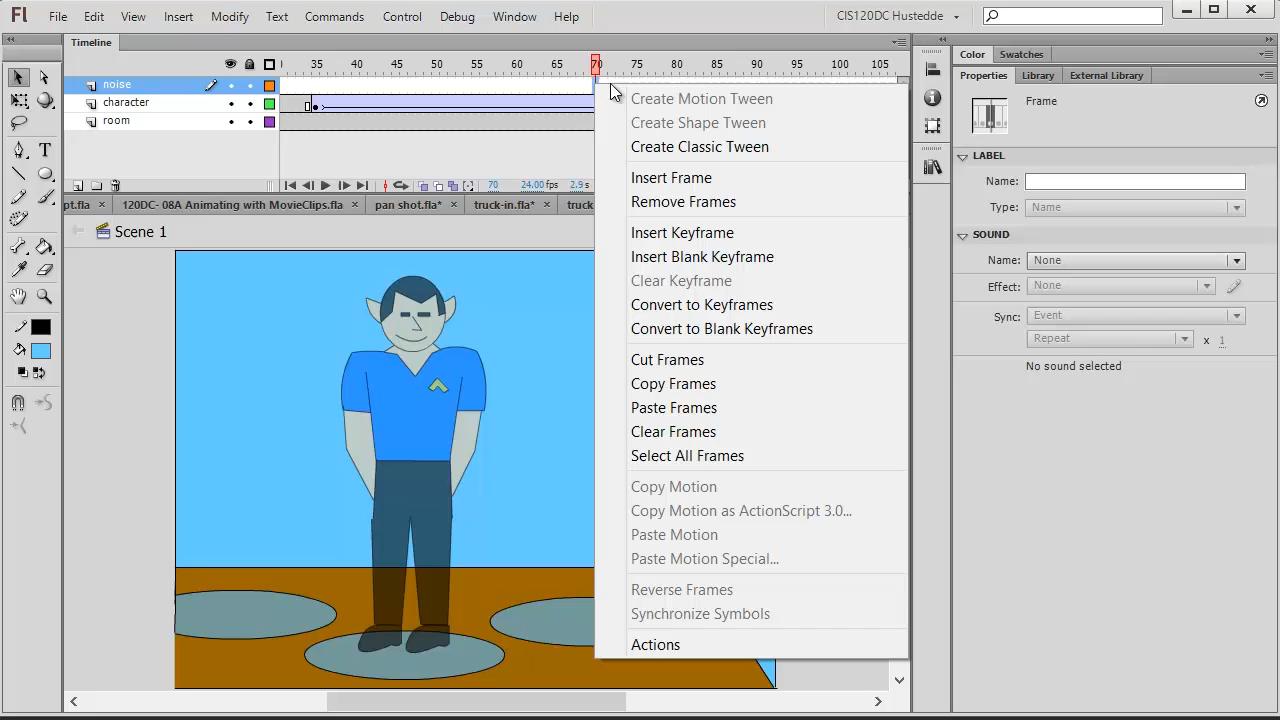 Fl File Edit View Insert Modify Text Commands Control Debug Window Help CIS120DC Hustedde
Timeline Color Swatches
35 40 45 50 55 60 65 70 75 80 85 90 95 100 105
Properties Library External Library
noise
character
room
Create Motion Tween
Create Shape Tween
Create Classic Tween
Insert Frame
Remove Frames
Insert Keyframe
Insert Blank Keyframe
Clear Keyframe
Convert to Keyframes
Convert to Blank Keyframes
Cut Frames
Copy Frames
Paste Frames
Clear Frames
Select All Frames
Copy Motion
Copy Motion as ActionScript 3.0...
Paste Motion
Paste Motion Special...
Reverse Frames
Synchronize Symbols
Actions
Frame
LABEL
Name:
Type: Name
SOUND
Name: None
Effect: None
Sync: Event
Repeat x 1
No sound selected
70 24.00 fps 2.9 s
pt.fla × 120DC- 08A Animating with MovieClips.fla × pan shot.fla* × truck-in.fla* × truck
Scene 1
T